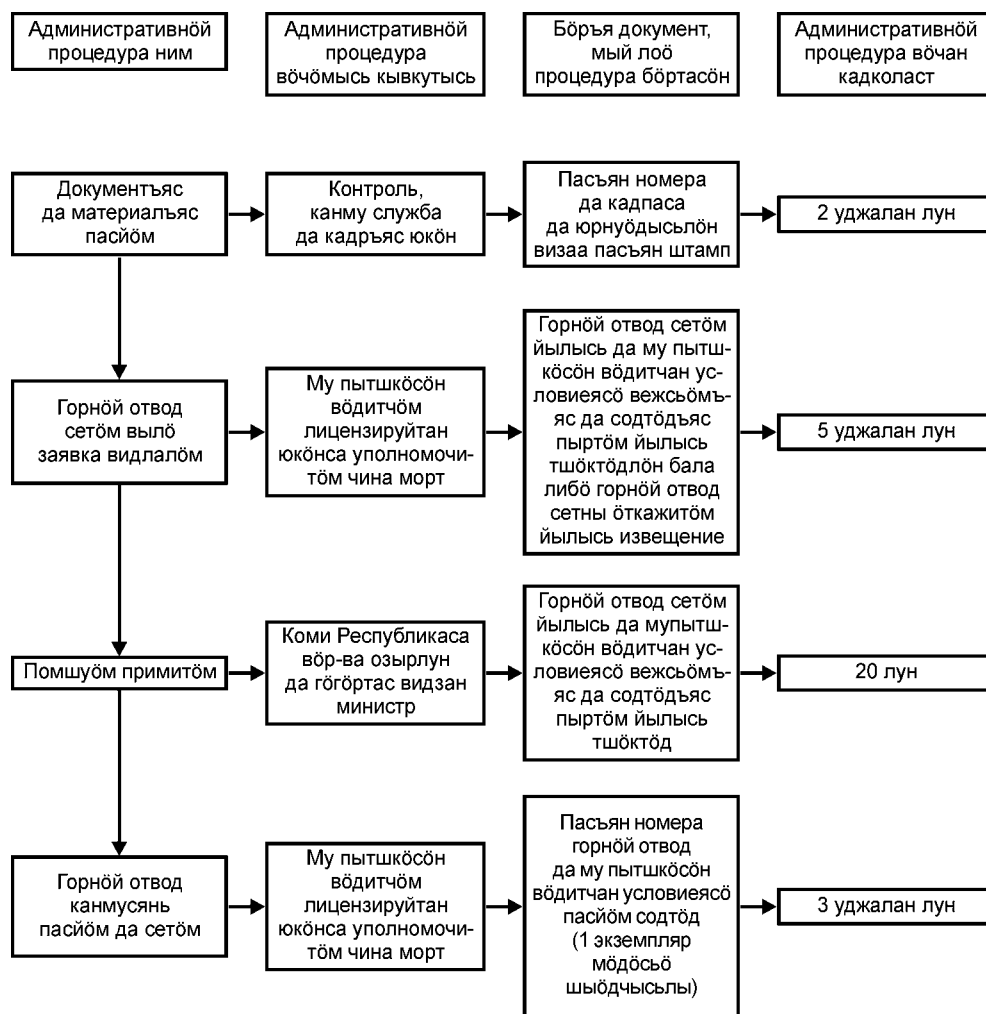 Административнӧй
процедура ним
Административнӧй
процедура
вӧчӧмысь кывкутысь
Бӧръя документ,
мый лоӧ
процедура бӧртасӧн
Административнӧй
процедура вӧчан
кадколаст
Документъяс
да материалъяс
пасйӧм
Контроль,
канму служба
да кадръяс юкӧн
Пасъян номера
да кадпаса
да юрнуӧдысьлӧн
визаа пасъян штамп
2 уджалан лун
Горнӧй отвод
сетӧм вылӧ
заявка видлалӧм
Му пытшкӧсӧн
вӧдитчӧм
лицензируйтан
юкӧнса уполномочи-
тӧм чина морт
Горнӧй отвод сетӧм
йылысь да му пытш-
кӧсӧн вӧдитчан ус-
ловиеясӧ вежсьӧмъ-
яс да содтӧдъяс
пыртӧм йылысь
тшӧктӧдлӧн бала
либӧ горнӧй отвод
сетны ӧткажитӧм
йылысь извещение
5 уджалан лун
Помшуӧм примитӧм
Коми Республикаса
вӧр-ва озырлун
да гӧгӧртас видзан
министр
Горнӧй отвод сетӧм
йылысь да мупытш-
кӧсӧн вӧдитчан ус-
ловиеясӧ вежсьӧмъ-
яс да содтӧдъяс
пыртӧм йылысь
тшӧктӧд
20 лун
Горнӧй отвод
канмусянь
пасйӧм да сетӧм
Му пытшкӧсӧн
вӧдитчӧм
лицензируйтан
юкӧнса уполномочи-
тӧм чина морт
Пасъян номера
горнӧй отвод
да му пытшкӧсӧн
вӧдитчан условиеясӧ
пасйӧм содтӧд
(1 экземпляр
мӧдӧсьӧ
шыӧдчысьлы)
3 уджалан лун